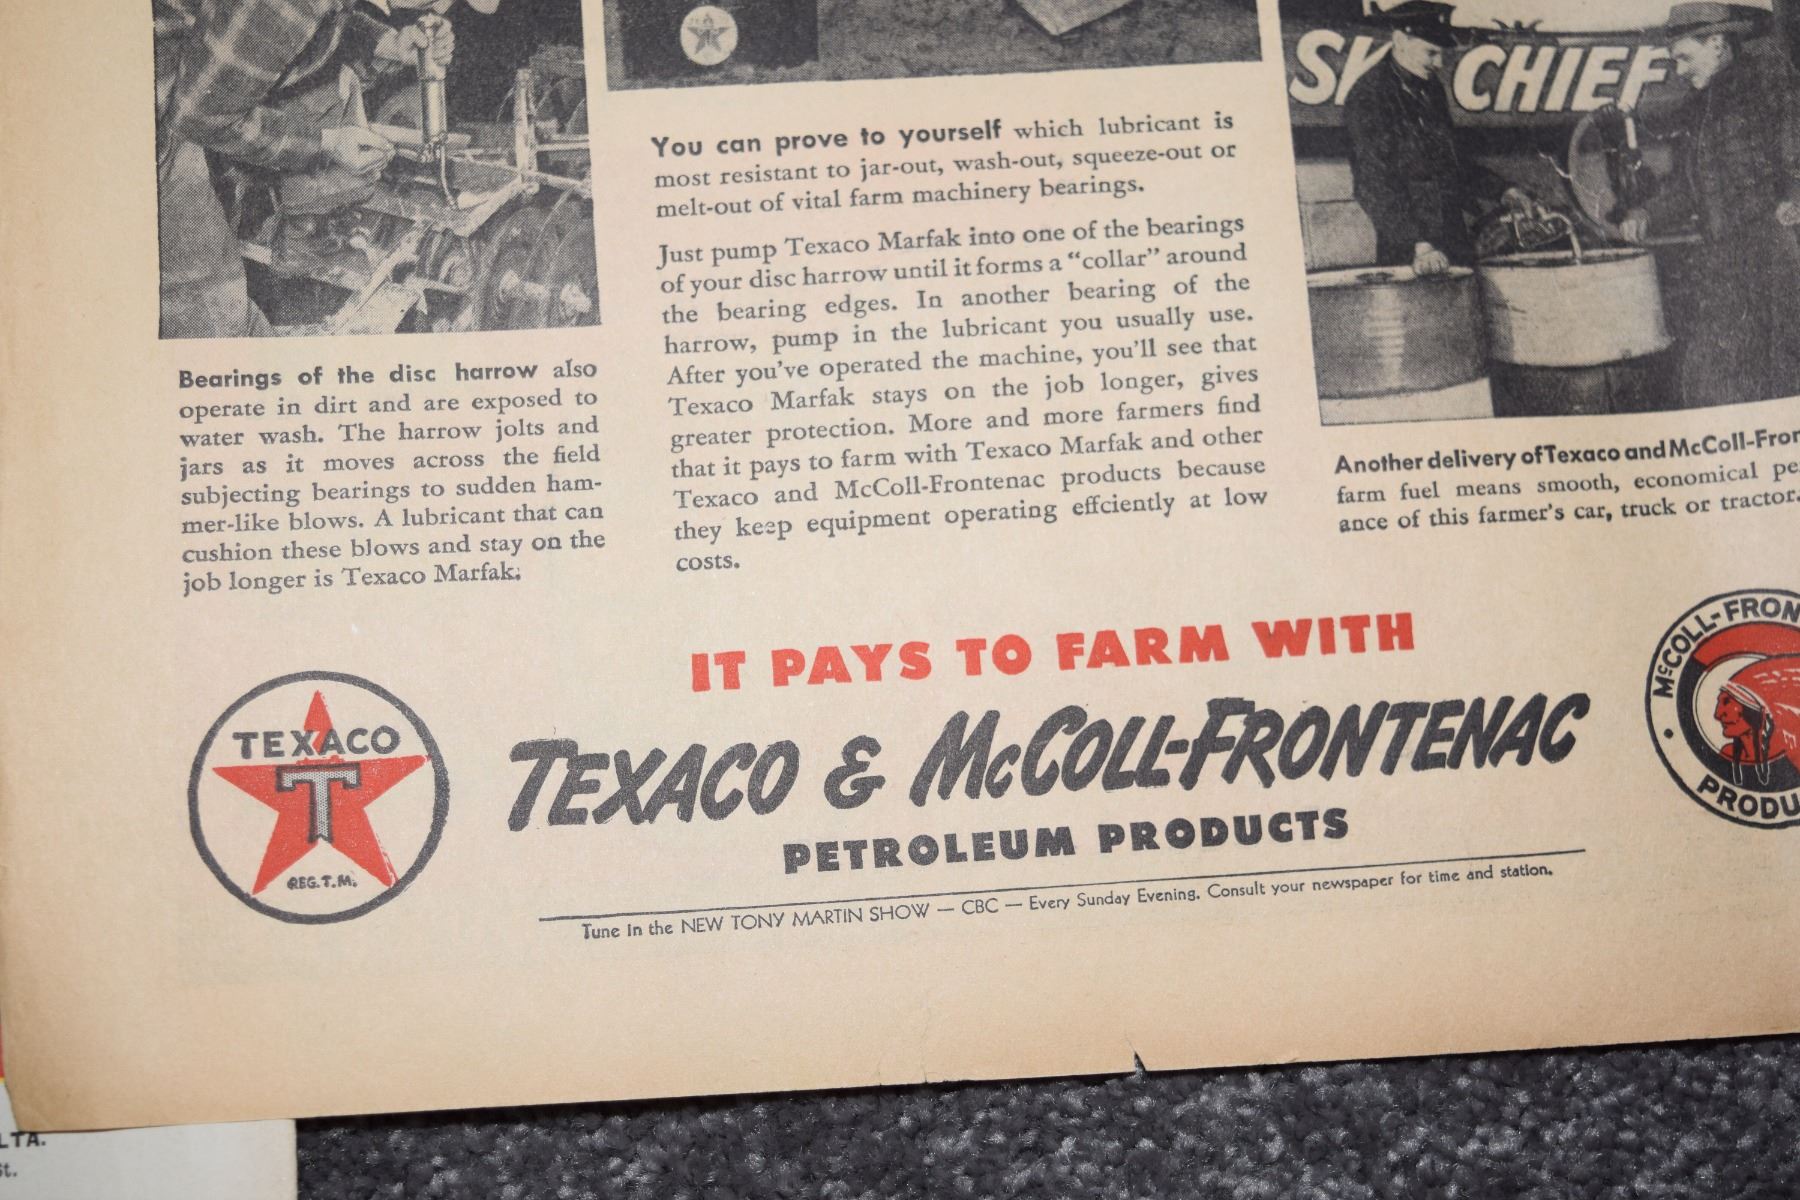 SKY CHIEF
You can prove to yourself which lubricant is
most resistant to jar-out, wash-out, squeeze-out or
melt-out of vital farm machinery bearings.
Just pump Texaco Marfak into one of the bearings
of your disc harrow until it forms a "collar" around
the bearing edges. In another bearing of the
harrow, pump in the lubricant you usually use.
After you've operated the machine, you'll see that
Texaco Marfak stays on the job longer, gives
greater protection. More and more farmers find
that it pays to farm with Texaco Marfak and other
Texaco and McColl-Frontenac products because
they keep equipment operating effciently at low
costs.
Bearings of the disc harrow also
operate in dirt and are exposed to
water wash. The harrow jolts and
jars as it moves across the field
subjecting bearings to sudden ham-
mer-like blows. A lubricant that can
cushion these blows and stay on the
job longer is Texaco Marfak.
Another delivery of Texaco and McColl-Fron
farm fuel means smooth, economical pe
ance of this farmer's car, truck or tractor.
IT PAYS TO FARM WITH
TEXACO & McCOLL-FRONTENAC
PETROLEUM PRODUCTS
TEXACO
T
REG. T.M.
McCOLL-FRON
PRODU
Tune in the NEW TONY MARTIN SHOW — CBC — Every Sunday Evening. Consult your newspaper for time and station.
LTA.
St.